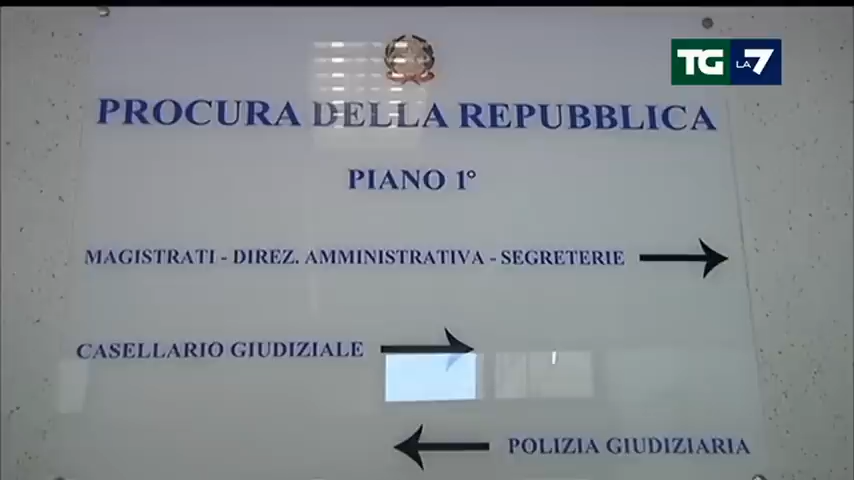 TG LA7
PROCURA DELLA REPUBBLICA
PIANO 1°
MAGISTRATI - DIREZ. AMMINISTRATIVA - SEGRETERIE
CASELLARIO GIUDIZIALE
POLIZIA GIUDIZIARIA